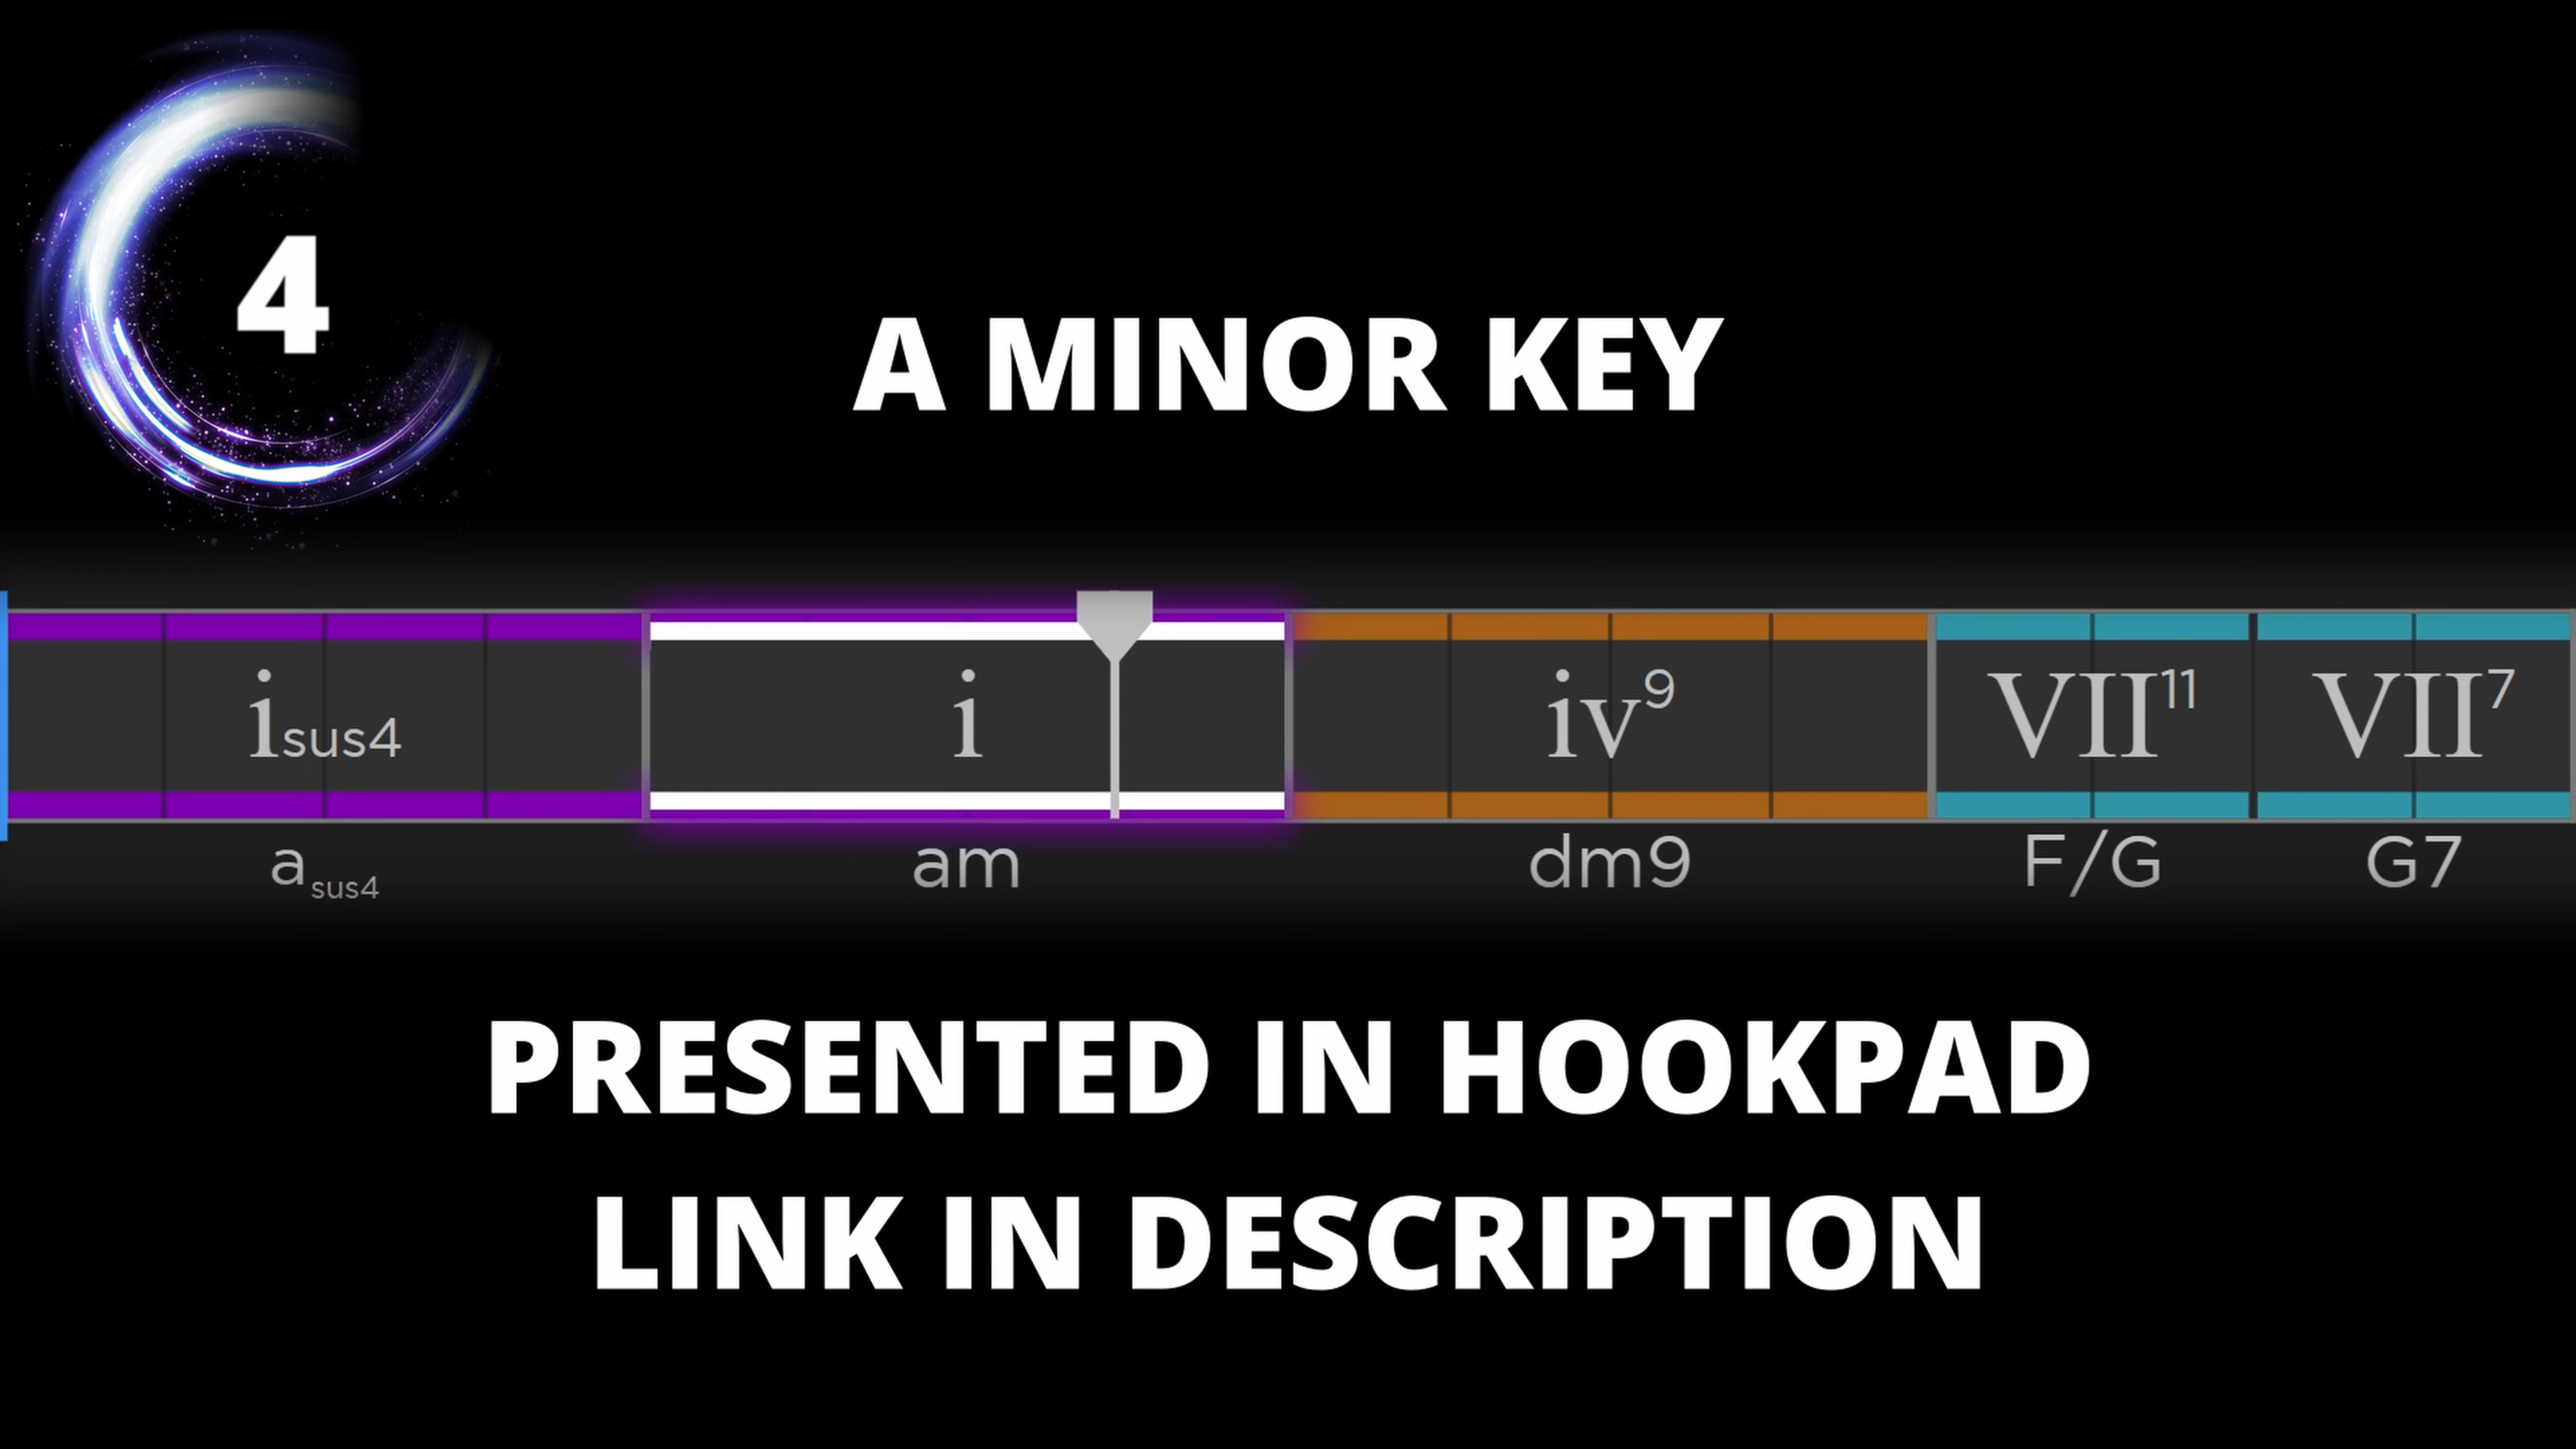 4
A MINOR KEY
isus4 i iv9 VII11 VII7
asus4 am dm9 F/G G7
PRESENTED IN HOOKPAD
LINK IN DESCRIPTION